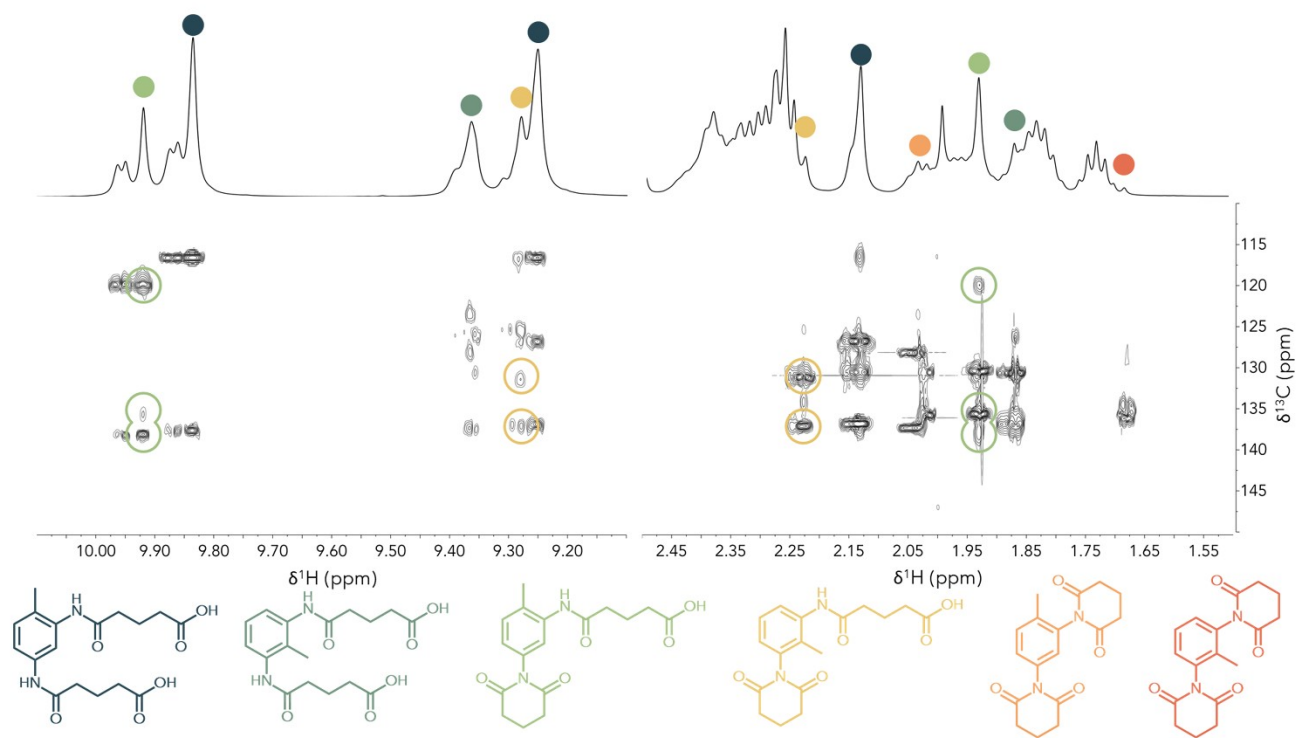 115
120
125
130
135
140
145
δ¹³C (ppm)
10.00 9.90 9.80 9.70 9.60 9.50 9.40 9.30 9.20 2.45 2.35 2.25 2.15 2.05 1.95 1.85 1.75 1.65 1.55
δ¹H (ppm) δ¹H (ppm)
H
N
O
O
OH
N
H
O
O
OH
H
N
O
O
OH
N
H
O
O
OH
H
N
O
O
OH
N
O
O
H
N
O
O
OH
N
O
O
O
N
O
N
O
O
O
N
O
N
O
O